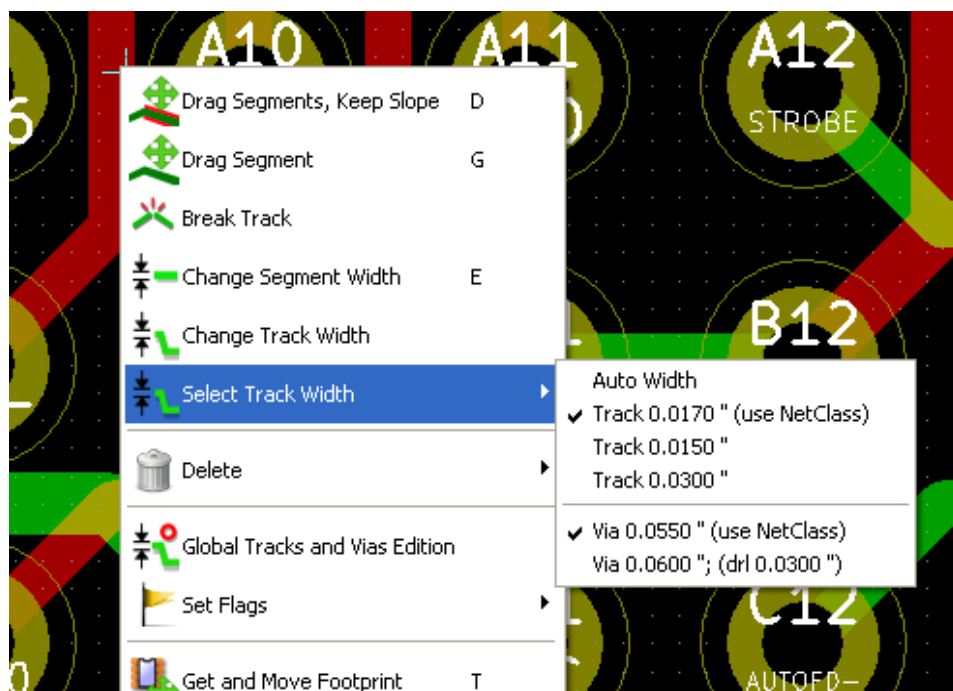 A10
A11
A12
STROBE
6
0
Drag Segments, Keep Slope D
Drag Segment G
Break Track
Change Segment Width E
Change Track Width
Select Track Width
Delete
Global Tracks and Vias Edition
Set Flags
Get and Move Footprint T
B12
Auto Width
Track 0.0170 " (use NetClass)
Track 0.0150 "
Track 0.0300 "
Via 0.0550 " (use NetClass)
Via 0.0600 "; (drl 0.0300 ")
C12
AUTOFD-